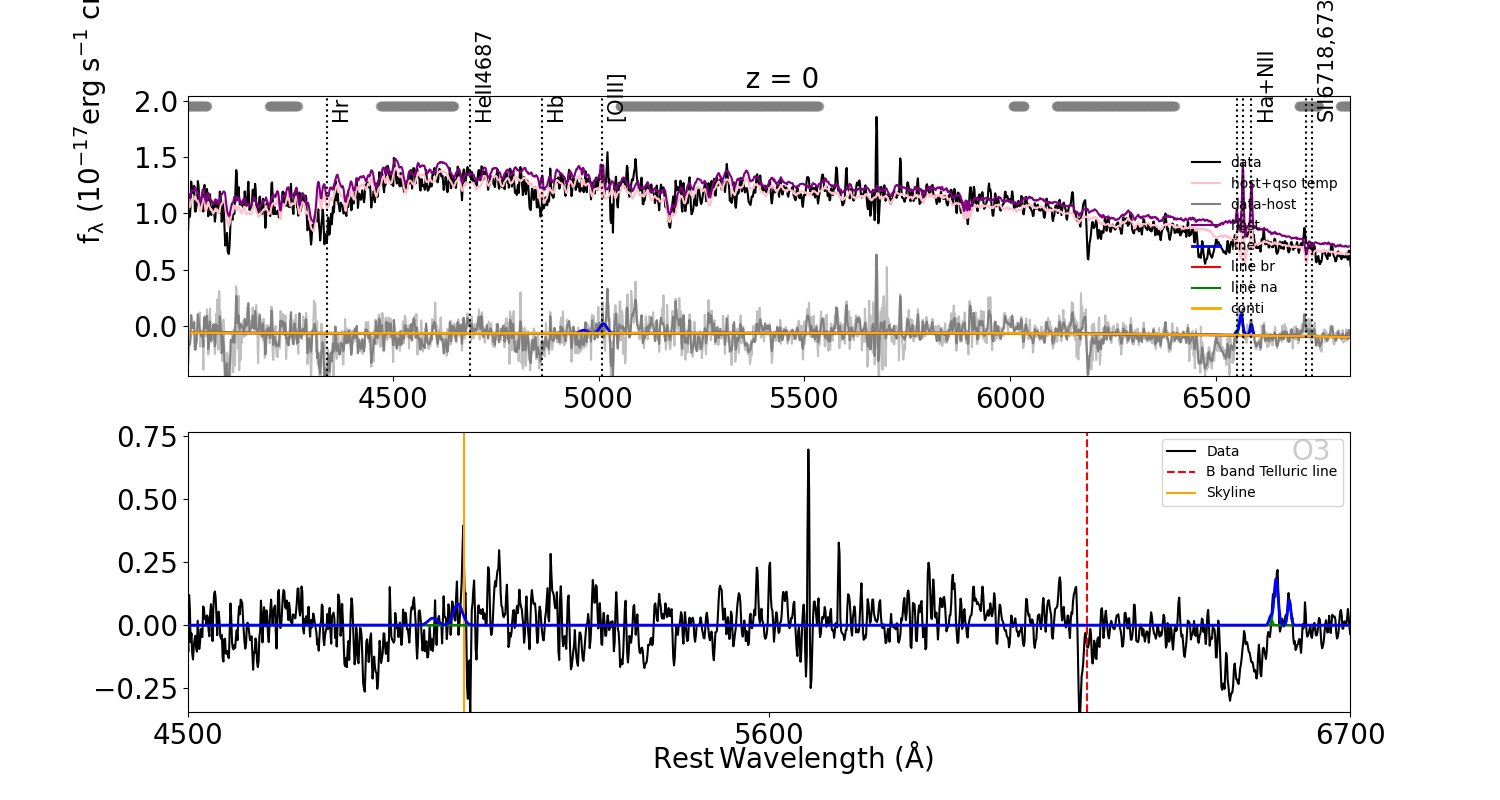 z = 0
Hr
HeII4687
Hb
[OIII]
Ha+NII
SII6718,673
f_λ (10^−17 erg s^−1 c
2.0
1.5
1.0
0.5
0.0
data
host+qso temp
data-host
host
line
line br
line na
conti
4500
5000
5500
6000
6500
0.75
0.50
0.25
0.00
−0.25
O3
Data
B band Telluric line
Skyline
4500
5600
6700
Rest Wavelength (Å)